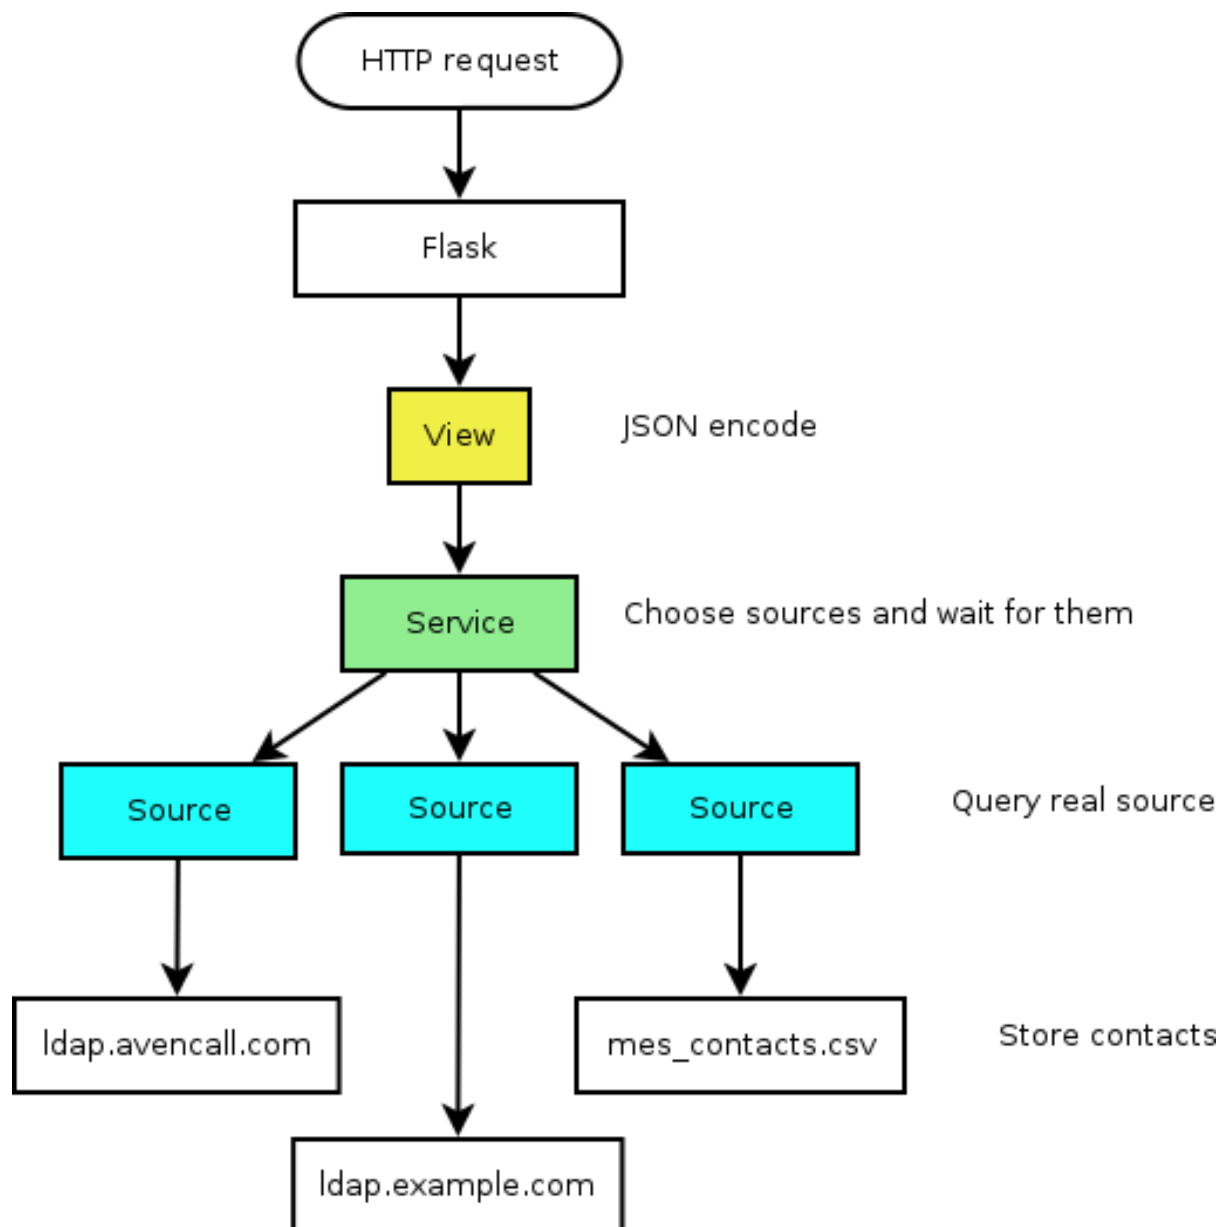 HTTP request
Flask
View
JSON encode
Service
Choose sources and wait for them
Source
Source
Source
Query real source
ldap.avencall.com
mes_contacts.csv
Store contacts
ldap.example.com